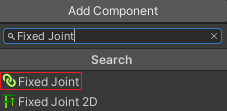 Add Component
Fixed Joint
Search
Fixed Joint
Fixed Joint 2D